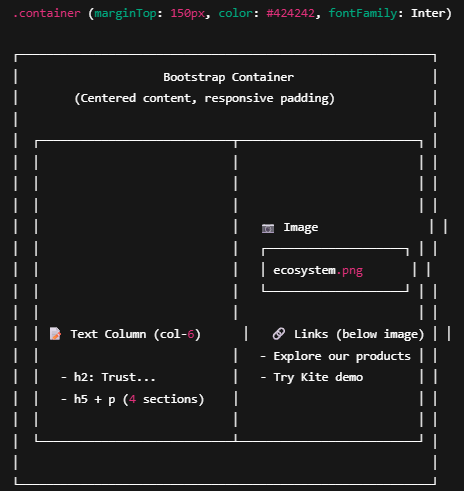 .container (marginTop: 150px, color: #424242, fontFamily: Inter)
Bootstrap Container
(Centered content, responsive padding)
📷 Image
ecosystem.png
📝 Text Column (col-6)
🔗 Links (below image)
- Explore our products
- h2: Trust...
- Try Kite demo
- h5 + p (4 sections)